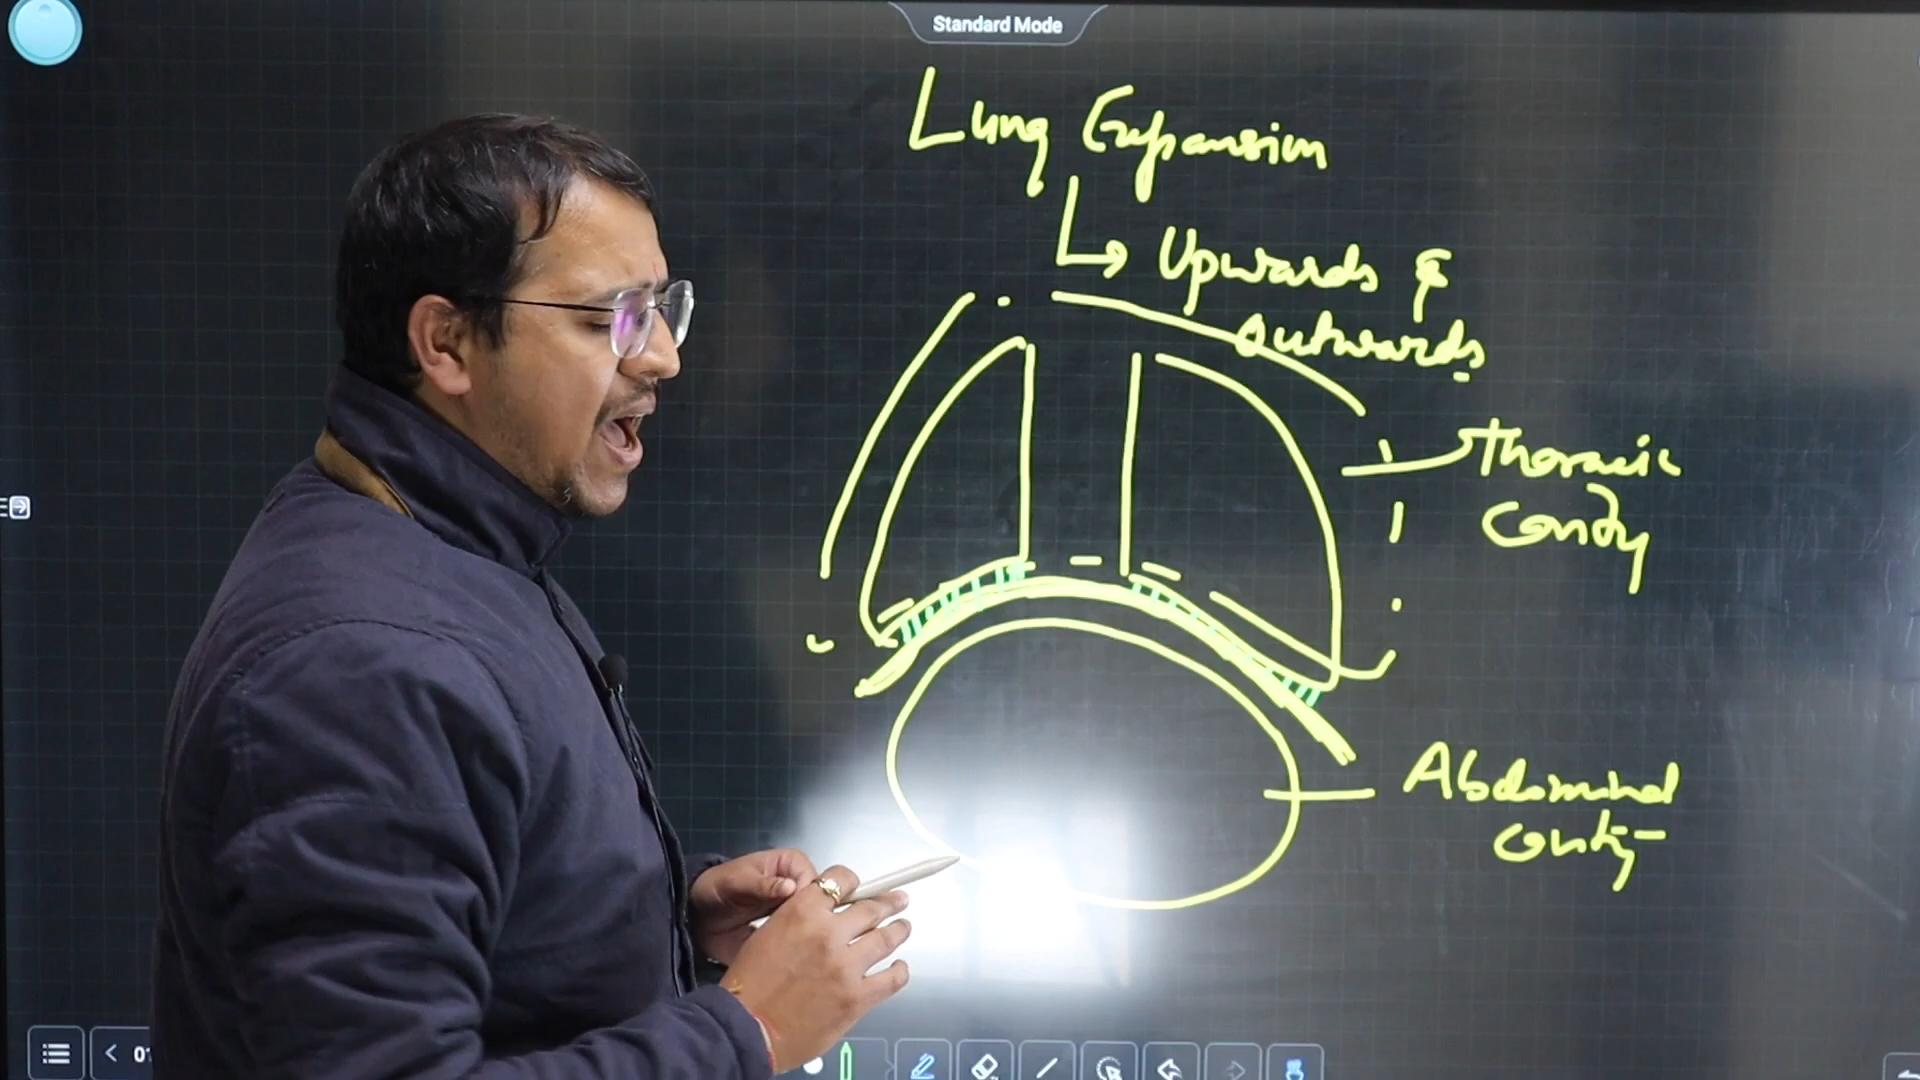 Standard Mode
Lung Expansion
Upwards &
outwards
Thoracic
Cavity
Abdominal
cavity